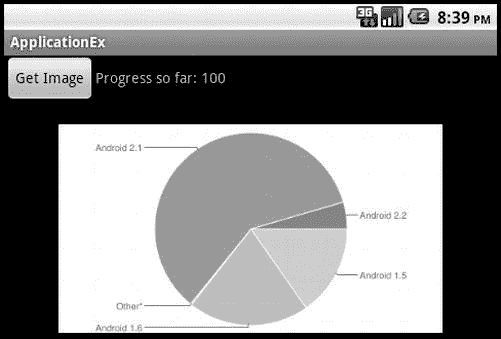 3G 8:39 PM
ApplicationEx
Get Image Progress so far: 100
Android 2.1
Android 2.2
Android 1.5
Other*
Android 1.6